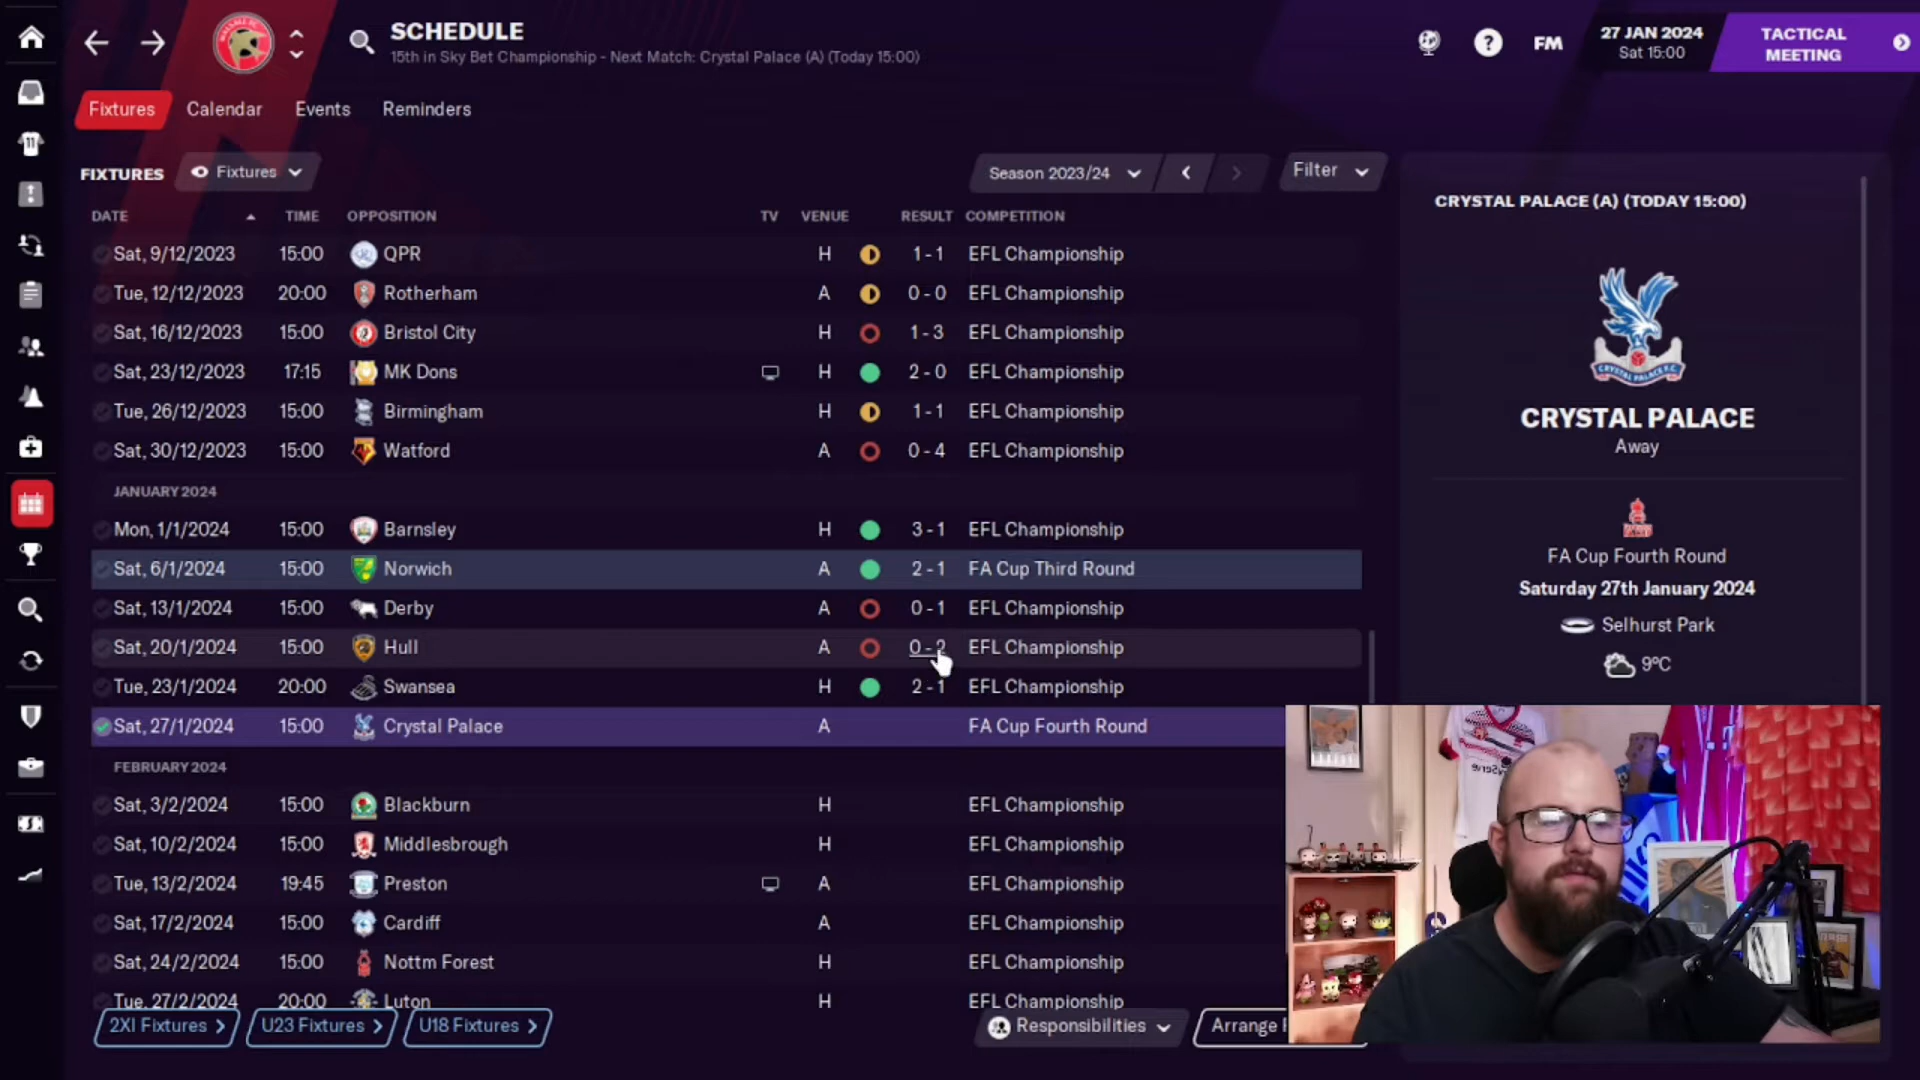 SCHEDULE
15th in Sky Bet Championship - Next Match: Crystal Palace (A) (Today 15:00)
FM
27 JAN 2024
Sat 15:00
TACTICAL
MEETING
Fixtures Calendar Events Reminders
FIXTURES Fixtures Season 2023/24 Filter
DATE TIME OPPOSITION TV VENUE RESULT COMPETITION
Sat, 9/12/2023 15:00 QPR H 1 - 1 EFL Championship
Tue, 12/12/2023 20:00 Rotherham A 0 - 0 EFL Championship
Sat, 16/12/2023 15:00 Bristol City H 1 - 3 EFL Championship
Sat, 23/12/2023 17:15 MK Dons H 2 - 0 EFL Championship
Tue, 26/12/2023 15:00 Birmingham H 1 - 1 EFL Championship
Sat, 30/12/2023 15:00 Watford A 0 - 4 EFL Championship
JANUARY 2024
Mon, 1/1/2024 15:00 Barnsley H 3 - 1 EFL Championship
Sat, 6/1/2024 15:00 Norwich A 2 - 1 FA Cup Third Round
Sat, 13/1/2024 15:00 Derby A 0 - 1 EFL Championship
Sat, 20/1/2024 15:00 Hull A 0 - 2 EFL Championship
Tue, 23/1/2024 20:00 Swansea H 2 - 1 EFL Championship
Sat, 27/1/2024 15:00 Crystal Palace A FA Cup Fourth Round
FEBRUARY 2024
Sat, 3/2/2024 15:00 Blackburn H EFL Championship
Sat, 10/2/2024 15:00 Middlesbrough H EFL Championship
Tue, 13/2/2024 19:45 Preston A EFL Championship
Sat, 17/2/2024 15:00 Cardiff A EFL Championship
Sat, 24/2/2024 15:00 Nottm Forest H EFL Championship
Tue, 27/2/2024 20:00 Luton H EFL Championship
2XI Fixtures U23 Fixtures U18 Fixtures Responsibilities Arrange
CRYSTAL PALACE (A) (TODAY 15:00)
CRYSTAL PALACE F.C.
CRYSTAL PALACE
Away
FA Cup Fourth Round
Saturday 27th January 2024
Selhurst Park
9ºC